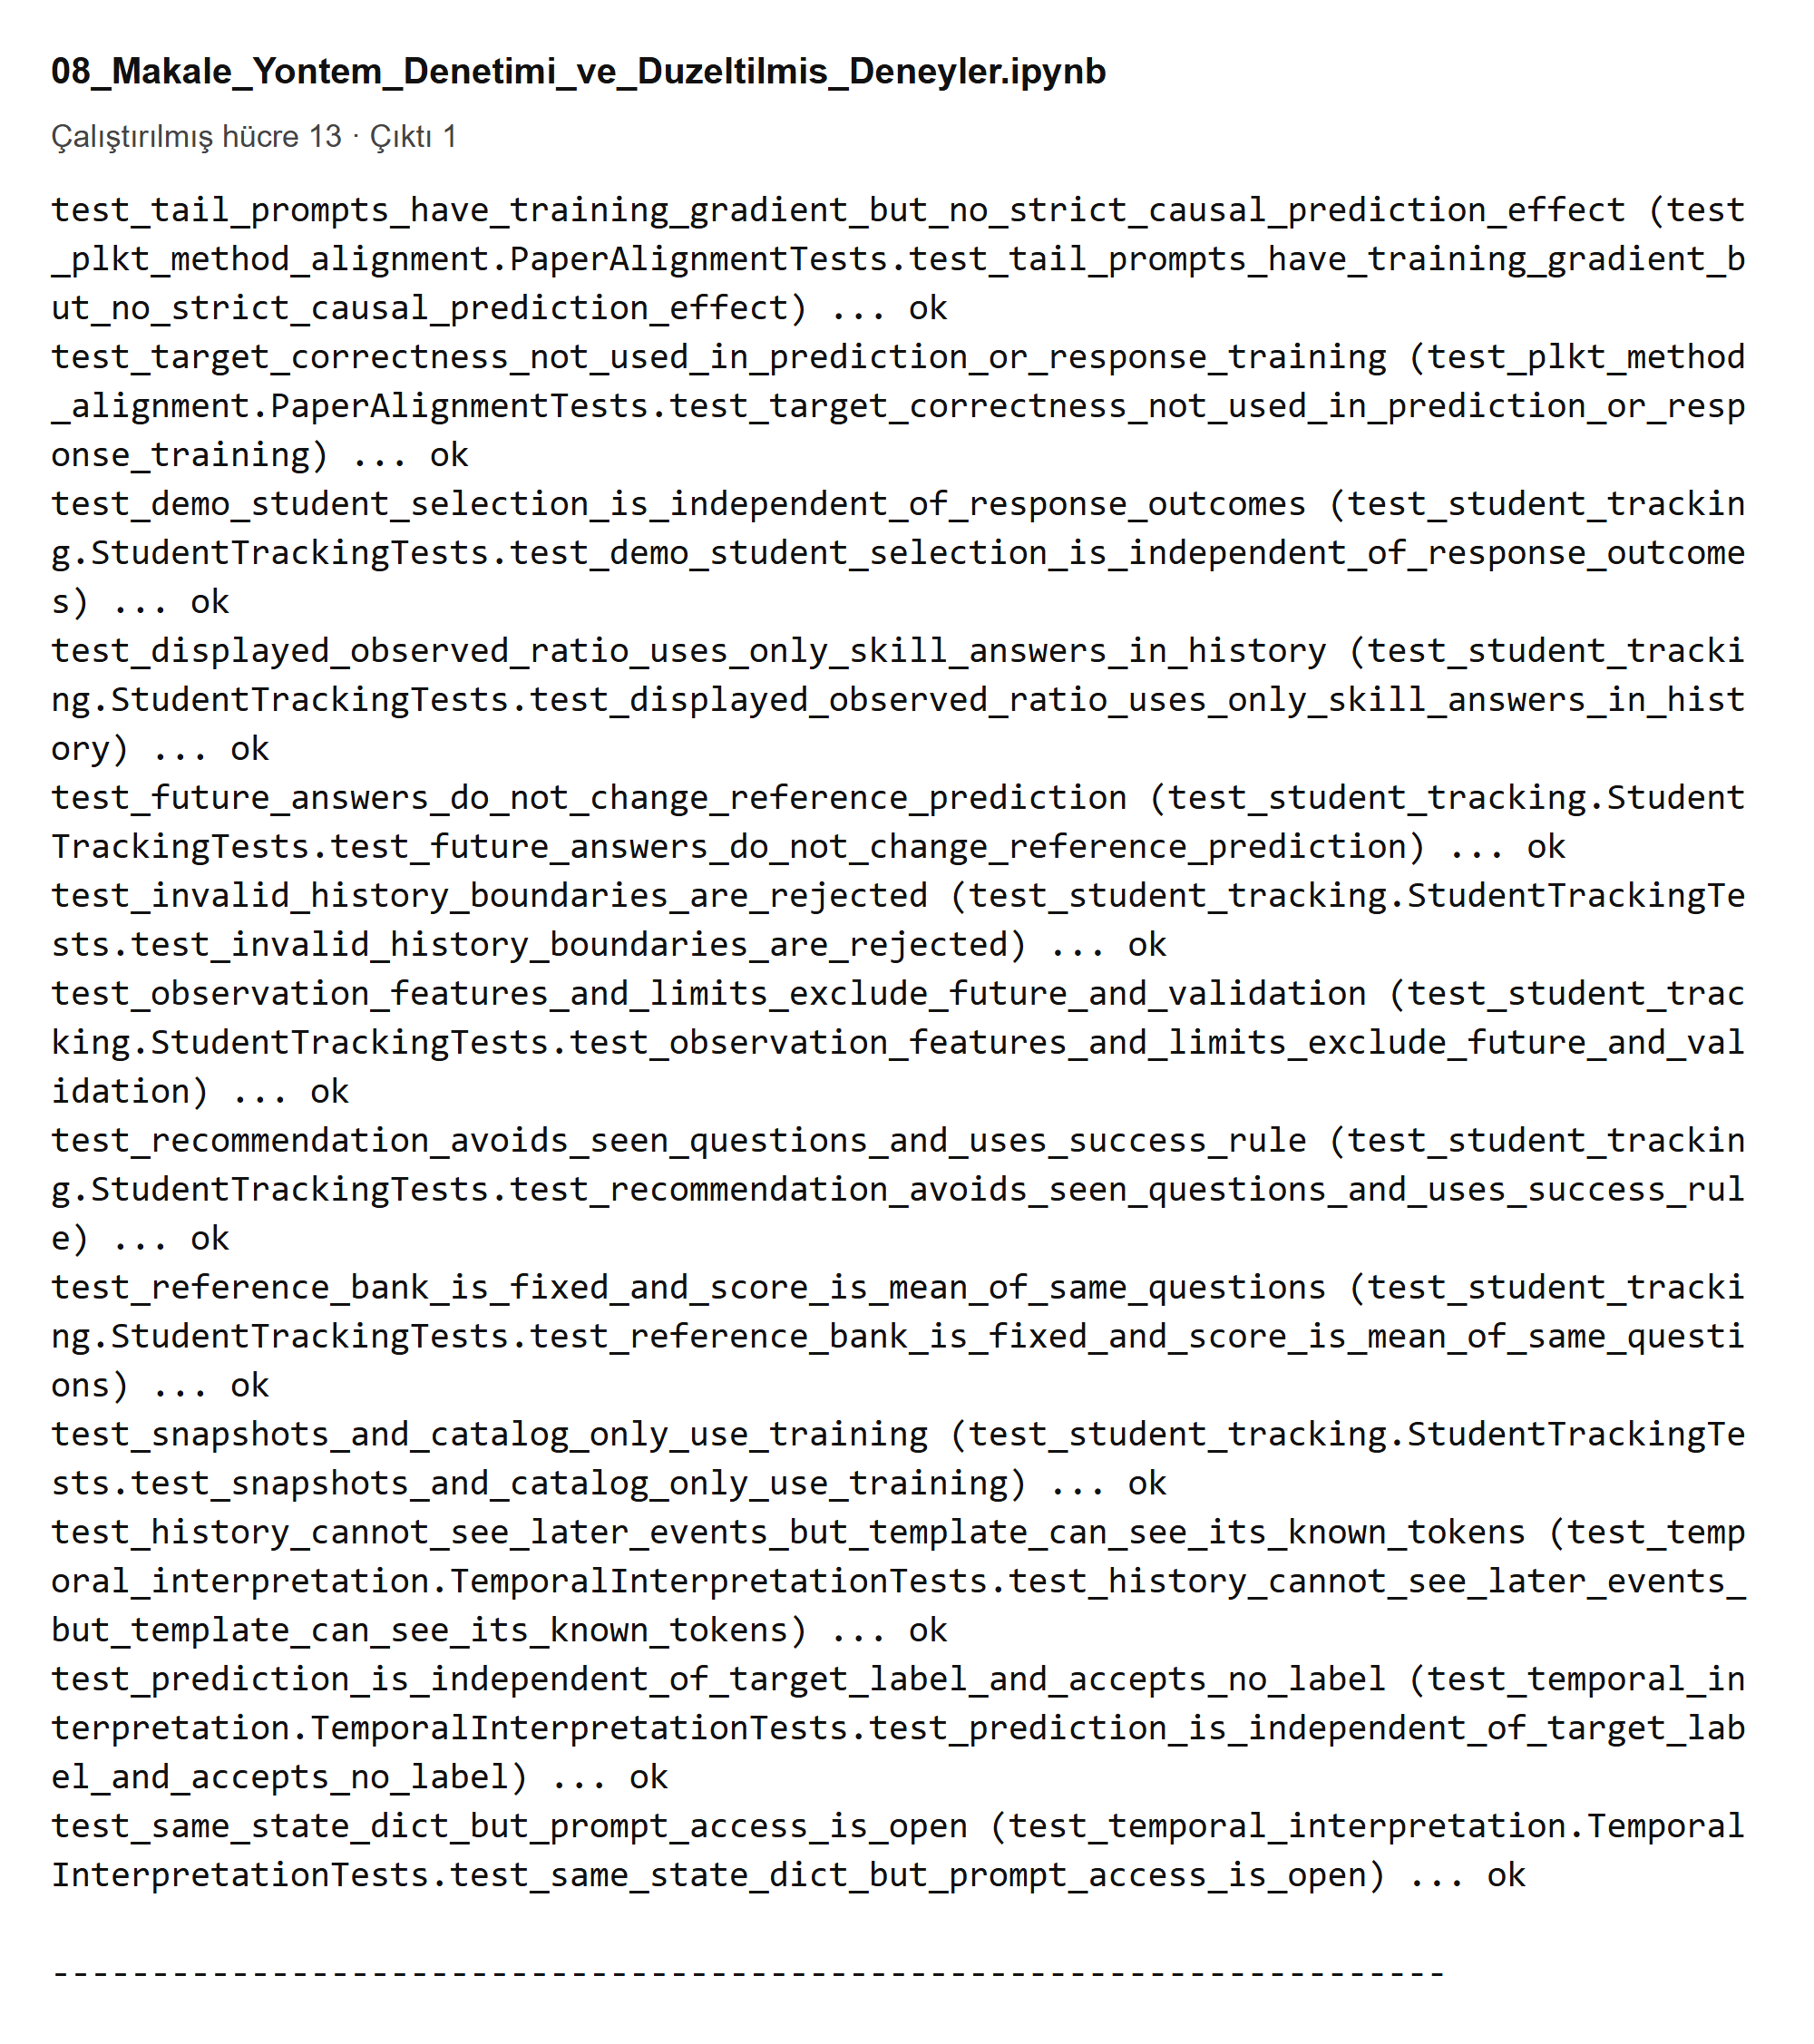 08_Makale_Yontem_Denetimi_ve_Duzeltilmis_Deneyler.ipynb
Çalıştırılmış hücre 13 · Çıktı 1
test_tail_prompts_have_training_gradient_but_no_strict_causal_prediction_effect (test
_plkt_method_alignment.PaperAlignmentTests.test_tail_prompts_have_training_gradient_b
ut_no_strict_causal_prediction_effect) ... ok
test_target_correctness_not_used_in_prediction_or_response_training (test_plkt_method
_alignment.PaperAlignmentTests.test_target_correctness_not_used_in_prediction_or_resp
onse_training) ... ok
test_demo_student_selection_is_independent_of_response_outcomes (test_student_trackin
g.StudentTrackingTests.test_demo_student_selection_is_independent_of_response_outcome
s) ... ok
test_displayed_observed_ratio_uses_only_skill_answers_in_history (test_student_tracki
ng.StudentTrackingTests.test_displayed_observed_ratio_uses_only_skill_answers_in_hist
ory) ... ok
test_future_answers_do_not_change_reference_prediction (test_student_tracking.Student
TrackingTests.test_future_answers_do_not_change_reference_prediction) ... ok
test_invalid_history_boundaries_are_rejected (test_student_tracking.StudentTrackingTe
sts.test_invalid_history_boundaries_are_rejected) ... ok
test_observation_features_and_limits_exclude_future_and_validation (test_student_trac
king.StudentTrackingTests.test_observation_features_and_limits_exclude_future_and_val
idation) ... ok
test_recommendation_avoids_seen_questions_and_uses_success_rule (test_student_trackin
g.StudentTrackingTests.test_recommendation_avoids_seen_questions_and_uses_success_rul
e) ... ok
test_reference_bank_is_fixed_and_score_is_mean_of_same_questions (test_student_tracki
ng.StudentTrackingTests.test_reference_bank_is_fixed_and_score_is_mean_of_same_questi
ons) ... ok
test_snapshots_and_catalog_only_use_training (test_student_tracking.StudentTrackingTe
sts.test_snapshots_and_catalog_only_use_training) ... ok
test_history_cannot_see_later_events_but_template_can_see_its_known_tokens (test_temp
oral_interpretation.TemporalInterpretationTests.test_history_cannot_see_later_events_
but_template_can_see_its_known_tokens) ... ok
test_prediction_is_independent_of_target_label_and_accepts_no_label (test_temporal_in
terpretation.TemporalInterpretationTests.test_prediction_is_independent_of_target_lab
el_and_accepts_no_label) ... ok
test_same_state_dict_but_prompt_access_is_open (test_temporal_interpretation.Temporal
InterpretationTests.test_same_state_dict_but_prompt_access_is_open) ... ok
----------------------------------------------------------------------